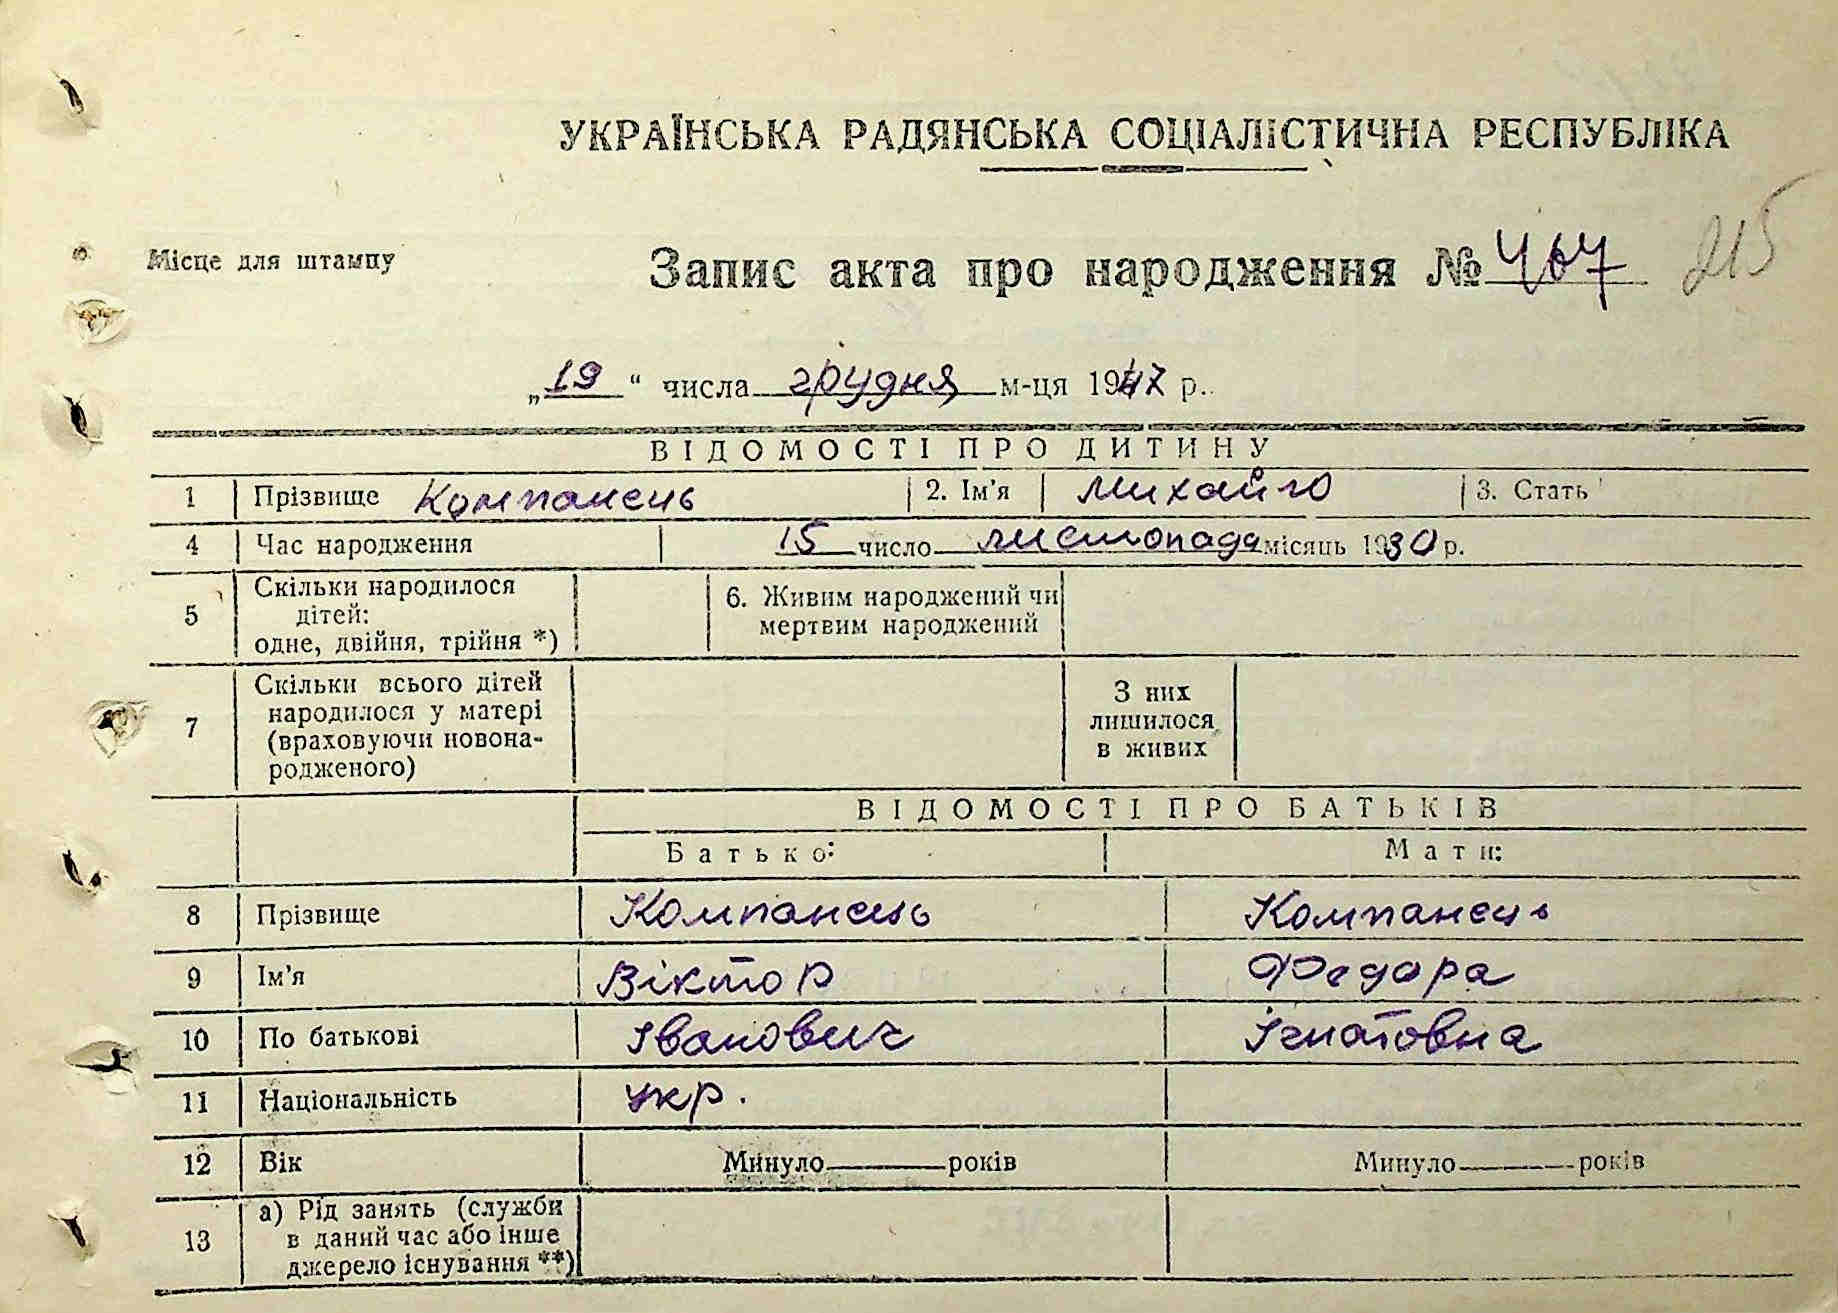 УКРАЇНСЬКА РАДЯНСЬКА СОЦІАЛІСТИЧНА РЕСПУБЛІКА
Місце для штампу
Запис акта про народження № 467 215
„19“ числа грудня м-ця 1947 р.
ВІДОМОСТІ ПРО ДИТИНУ
1 Прізвище Компанець 2. Ім'я Михайло 3. Стать
4 Час народження 15 число листопада місяць 1930 р.
5 Скільки народилося дітей: одне, двійня, трійня *) 6. Живим народжений чи мертвим народжений
7 Скільки всього дітей народилося у матері (враховуючи новона-родженого) З них лишилося в живих
ВІДОМОСТІ ПРО БАТЬКІВ
Батько: Мати:
8 Прізвище Компанець Компанець
9 Ім'я Віктор Федора
10 По батькові Іванович Ігнатовна
11 Національність укр.
12 Вік Минуло ——— років Минуло ——— років
13 а) Рід занять (служби в даний час або інше джерело існування **)